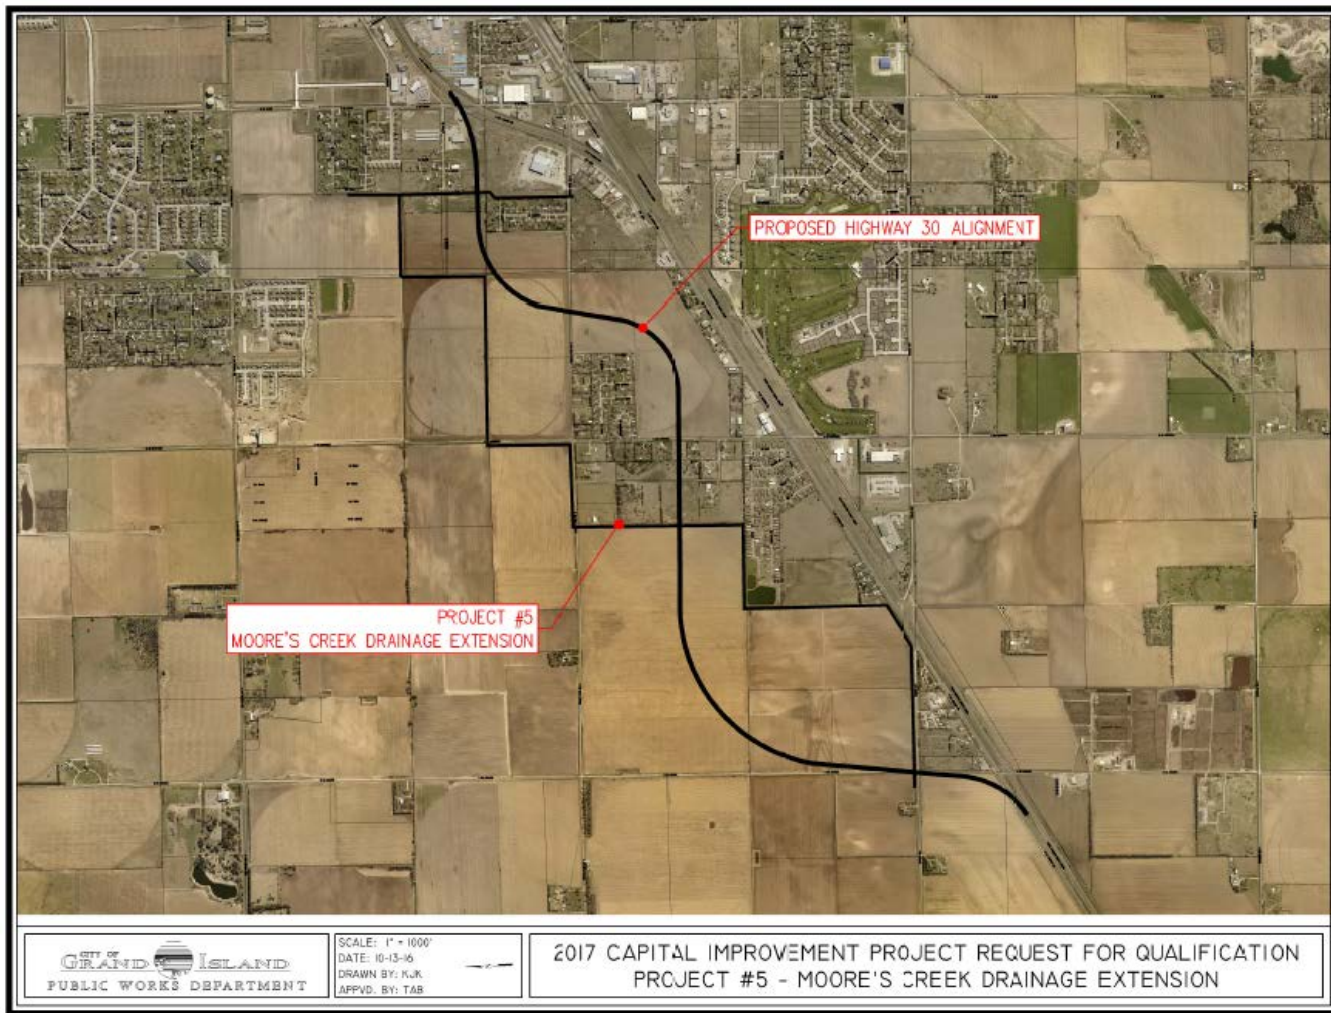 PROPOSED HIGHWAY 30 ALIGNMENT
PROJECT #5
MOORE'S CREEK DRAINAGE EXTENSION
CITY OF
GRAND ISLAND
PUBLIC WORKS DEPARTMENT
SCALE: 1" = 1000'
DATE: 10-13-16
DRAWN BY: KJK
APPVD. BY: TAB
2017 CAPITAL IMPROVEMENT PROJECT REQUEST FOR QUALIFICATION
PROJECT #5 - MOORE'S CREEK DRAINAGE EXTENSION